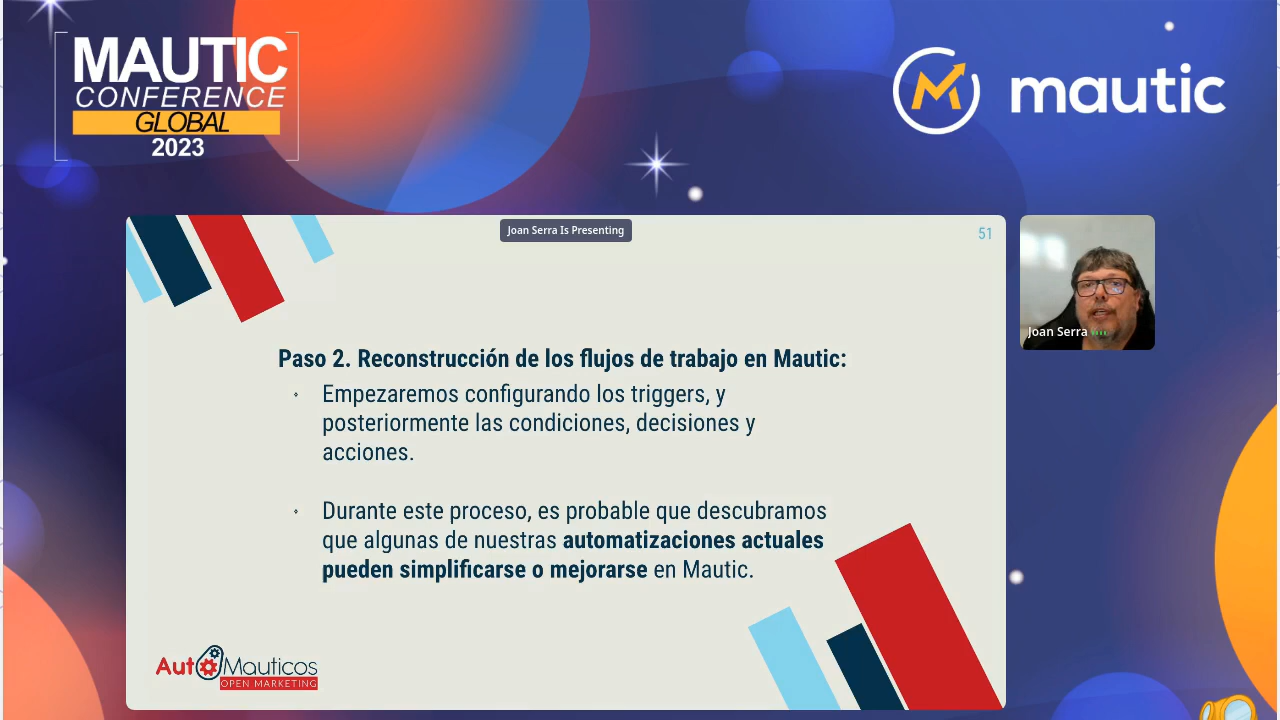 MAUTIC
CONFERENCE
GLOBAL
2023
mautic
Joan Serra Is Presenting
51
Joan Serra
Paso 2. Reconstrucción de los flujos de trabajo en Mautic:
Empezaremos configurando los triggers, y
posteriormente las condiciones, decisiones y
acciones.
Durante este proceso, es probable que descubramos
que algunas de nuestras automatizaciones actuales
pueden simplificarse o mejorarse en Mautic.
AutoMauticos
OPEN MARKETING